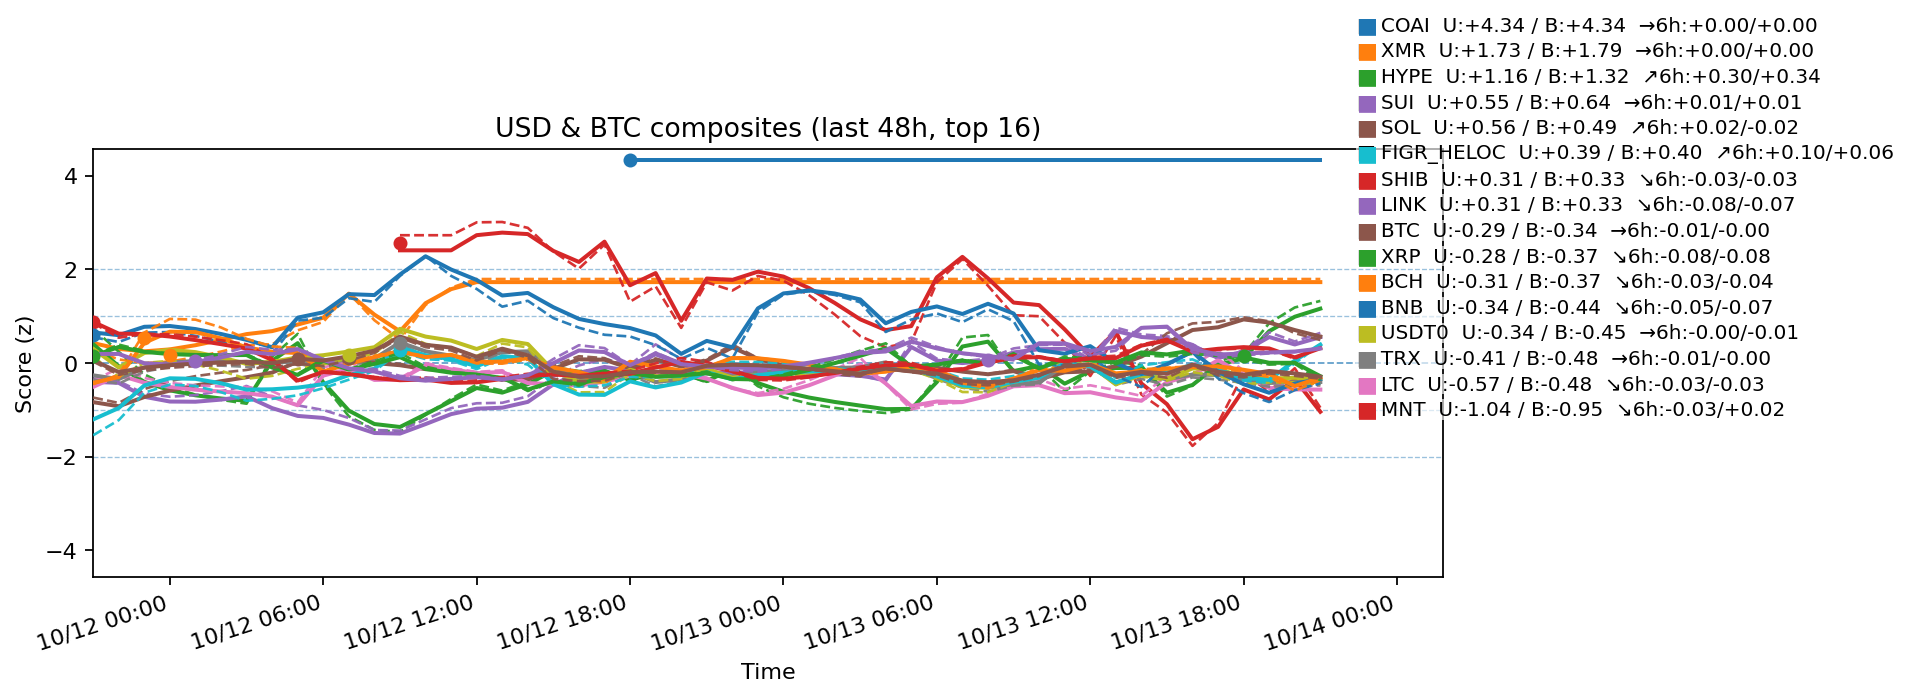 COAI  U:+4.34 / B:+4.34  →6h:+0.00/+0.00
XMR  U:+1.73 / B:+1.79  →6h:+0.00/+0.00
HYPE  U:+1.16 / B:+1.32  ↗6h:+0.30/+0.34
SUI  U:+0.55 / B:+0.64  →6h:+0.01/+0.01
SOL  U:+0.56 / B:+0.49  ↗6h:+0.02/-0.02
FIGR_HELOC  U:+0.39 / B:+0.40  ↗6h:+0.10/+0.06
SHIB  U:+0.31 / B:+0.33  ↘6h:-0.03/-0.03
LINK  U:+0.31 / B:+0.33  ↘6h:-0.08/-0.07
BTC  U:-0.29 / B:-0.34  →6h:-0.01/-0.00
XRP  U:-0.28 / B:-0.37  ↘6h:-0.08/-0.08
BCH  U:-0.31 / B:-0.37  ↘6h:-0.03/-0.04
BNB  U:-0.34 / B:-0.44  ↘6h:-0.05/-0.07
USDT0  U:-0.34 / B:-0.45  →6h:-0.00/-0.01
TRX  U:-0.41 / B:-0.48  →6h:-0.01/-0.00
LTC  U:-0.57 / B:-0.48  ↘6h:-0.03/-0.03
MNT  U:-1.04 / B:-0.95  ↘6h:-0.03/+0.02
USD & BTC composites (last 48h, top 16)
Score (z)
4
2
0
−2
−4
10/12 00:00
10/12 06:00
10/12 12:00
10/12 18:00
10/13 00:00
10/13 06:00
10/13 12:00
10/13 18:00
10/14 00:00
Time